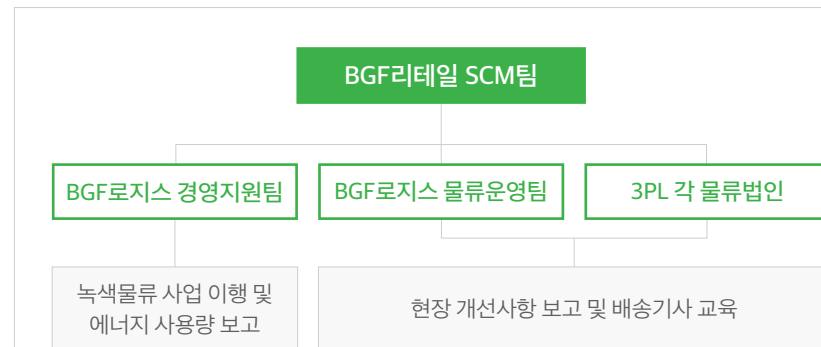 BGF리테일 SCM팀
BGF로지스 경영지원팀
BGF로지스 물류운영팀
3PL 각 물류법인
녹색물류 사업 이행 및
에너지 사용량 보고
현장 개선사항 보고 및 배송기사 교육